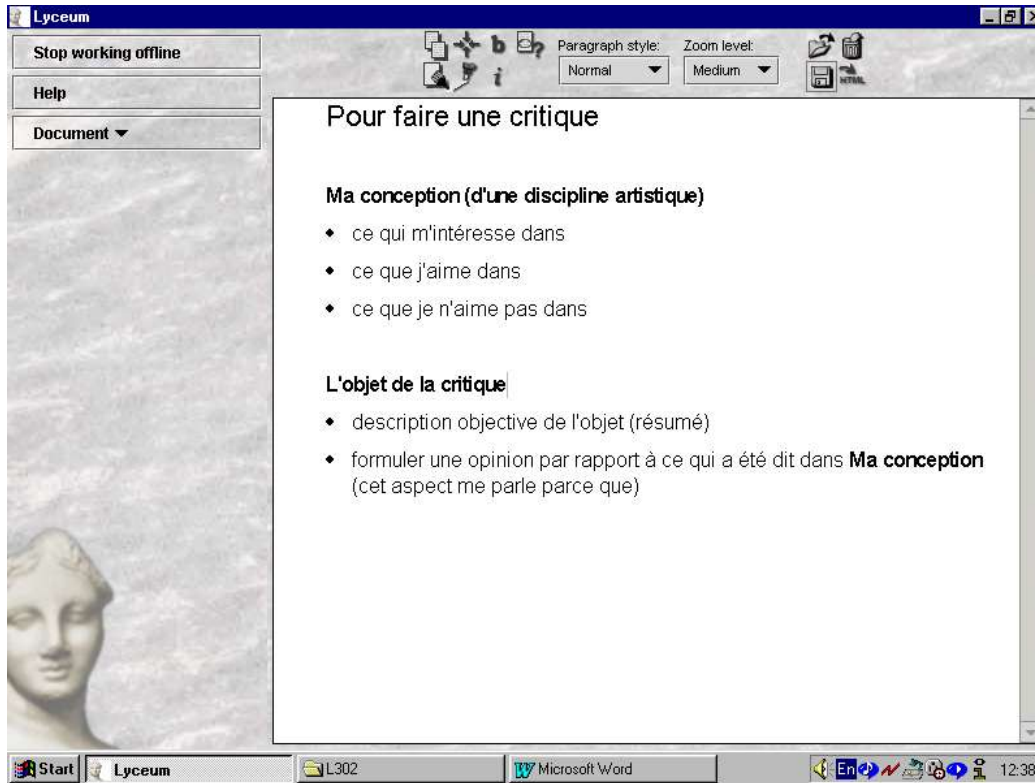 Lyceum
Stop working offline
Help
Document
b
i
Paragraph style:
Normal
Zoom level:
Medium
HTML
Pour faire une critique
Ma conception (d'une discipline artistique)
ce qui m'intéresse dans
ce que j'aime dans
ce que je n'aime pas dans
L'objet de la critique
description objective de l'objet (résumé)
formuler une opinion par rapport à ce qui a été dit dans Ma conception
(cet aspect me parle parce que)
Start
Lyceum
L302
Microsoft Word
En
12:38